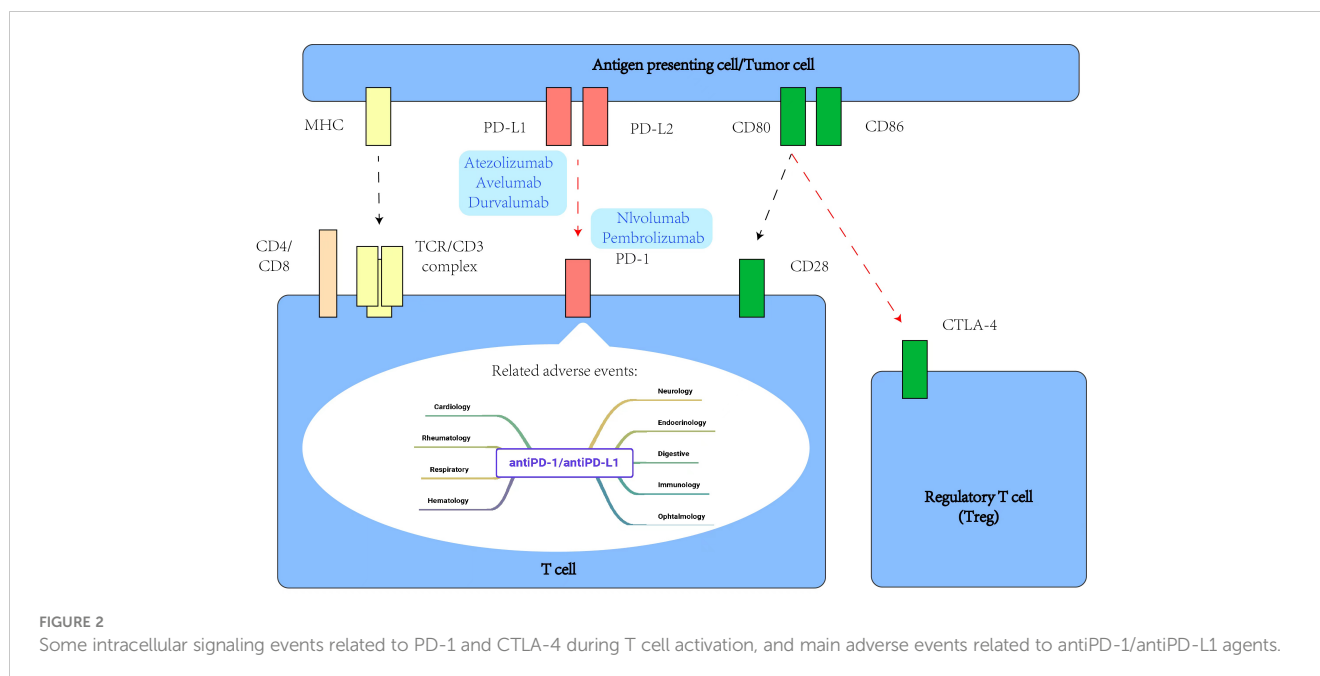 Antigen presenting cell/Tumor cell
MHC
PD-L1
PD-L2
CD80
CD86
Atezolizumab
Avelumab
Durvalumab
Nlvolumab
Pembrolizumab
PD-1
CD4/
CD8
TCR/CD3
complex
CD28
CTLA-4
Related adverse events:
Cardiology
Rheumatology
Respiratory
Hematology
antiPD-1/antiPD-L1
Neurology
Endocrinology
Digestive
Immunology
Ophtalmology
T cell
Regulatory T cell
(Treg)
FIGURE 2
Some intracellular signaling events related to PD-1 and CTLA-4 during T cell activation, and main adverse events related to antiPD-1/antiPD-L1 agents.